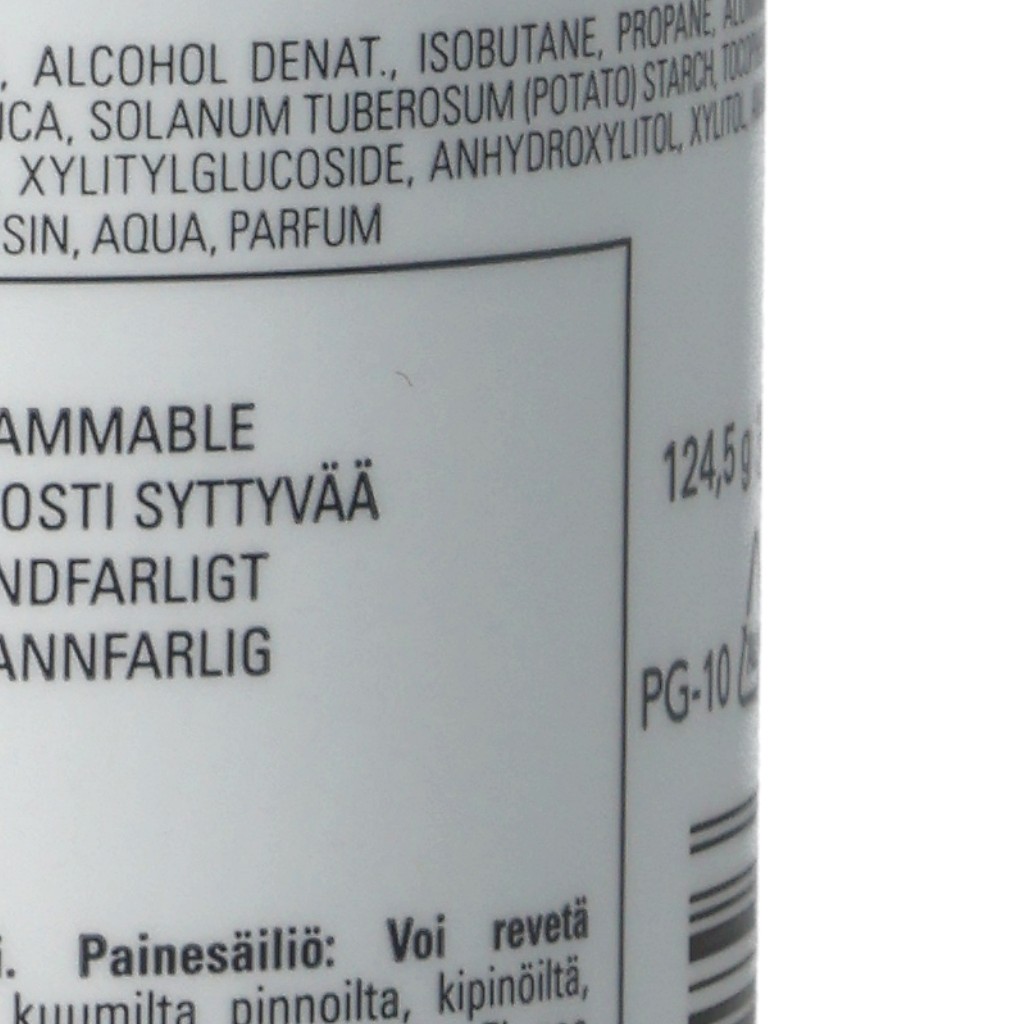 , ALCOHOL DENAT., ISOBUTANE, PROPANE,
ICA, SOLANUM TUBEROSUM (POTATO) STARCH,
XYLITYLGLUCOSIDE, ANHYDROXYLITOL, XYLITOL,
SIN, AQUA, PARFUM
AMMABLE
OSTI SYTTYVÄÄ
NDFARLIGT
ANNFARLIG
124,5 g
PG-10
i. Painesäiliö: Voi revetä
kuumilta pinnoilta, kipinöiltä,